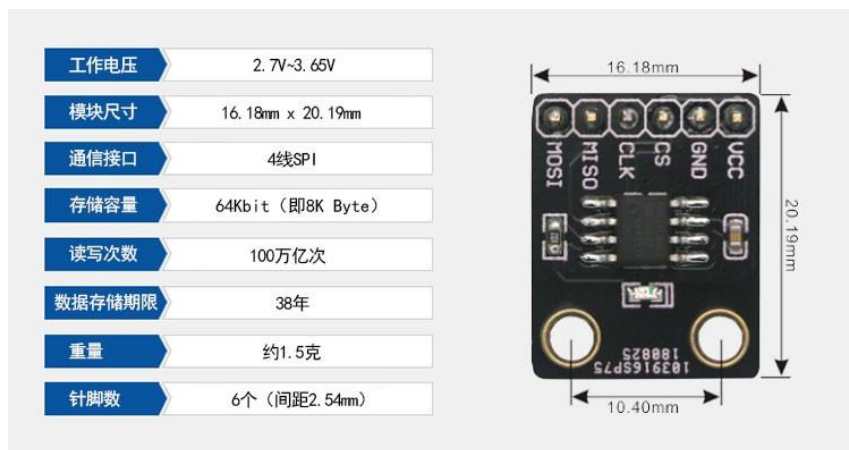 工作电压 2.7V~3.65V
模块尺寸 16.18mm x 20.19mm
通信接口 4线SPI
存储容量 64Kbit（即8K Byte）
读写次数 100万亿次
数据存储期限 38年
重量 约1.5克
针脚数 6个（间距2.54mm）
16.18mm
MOSI MISO CLK CS GND VCC
20.19mm
103916SP75
180825
10.40mm